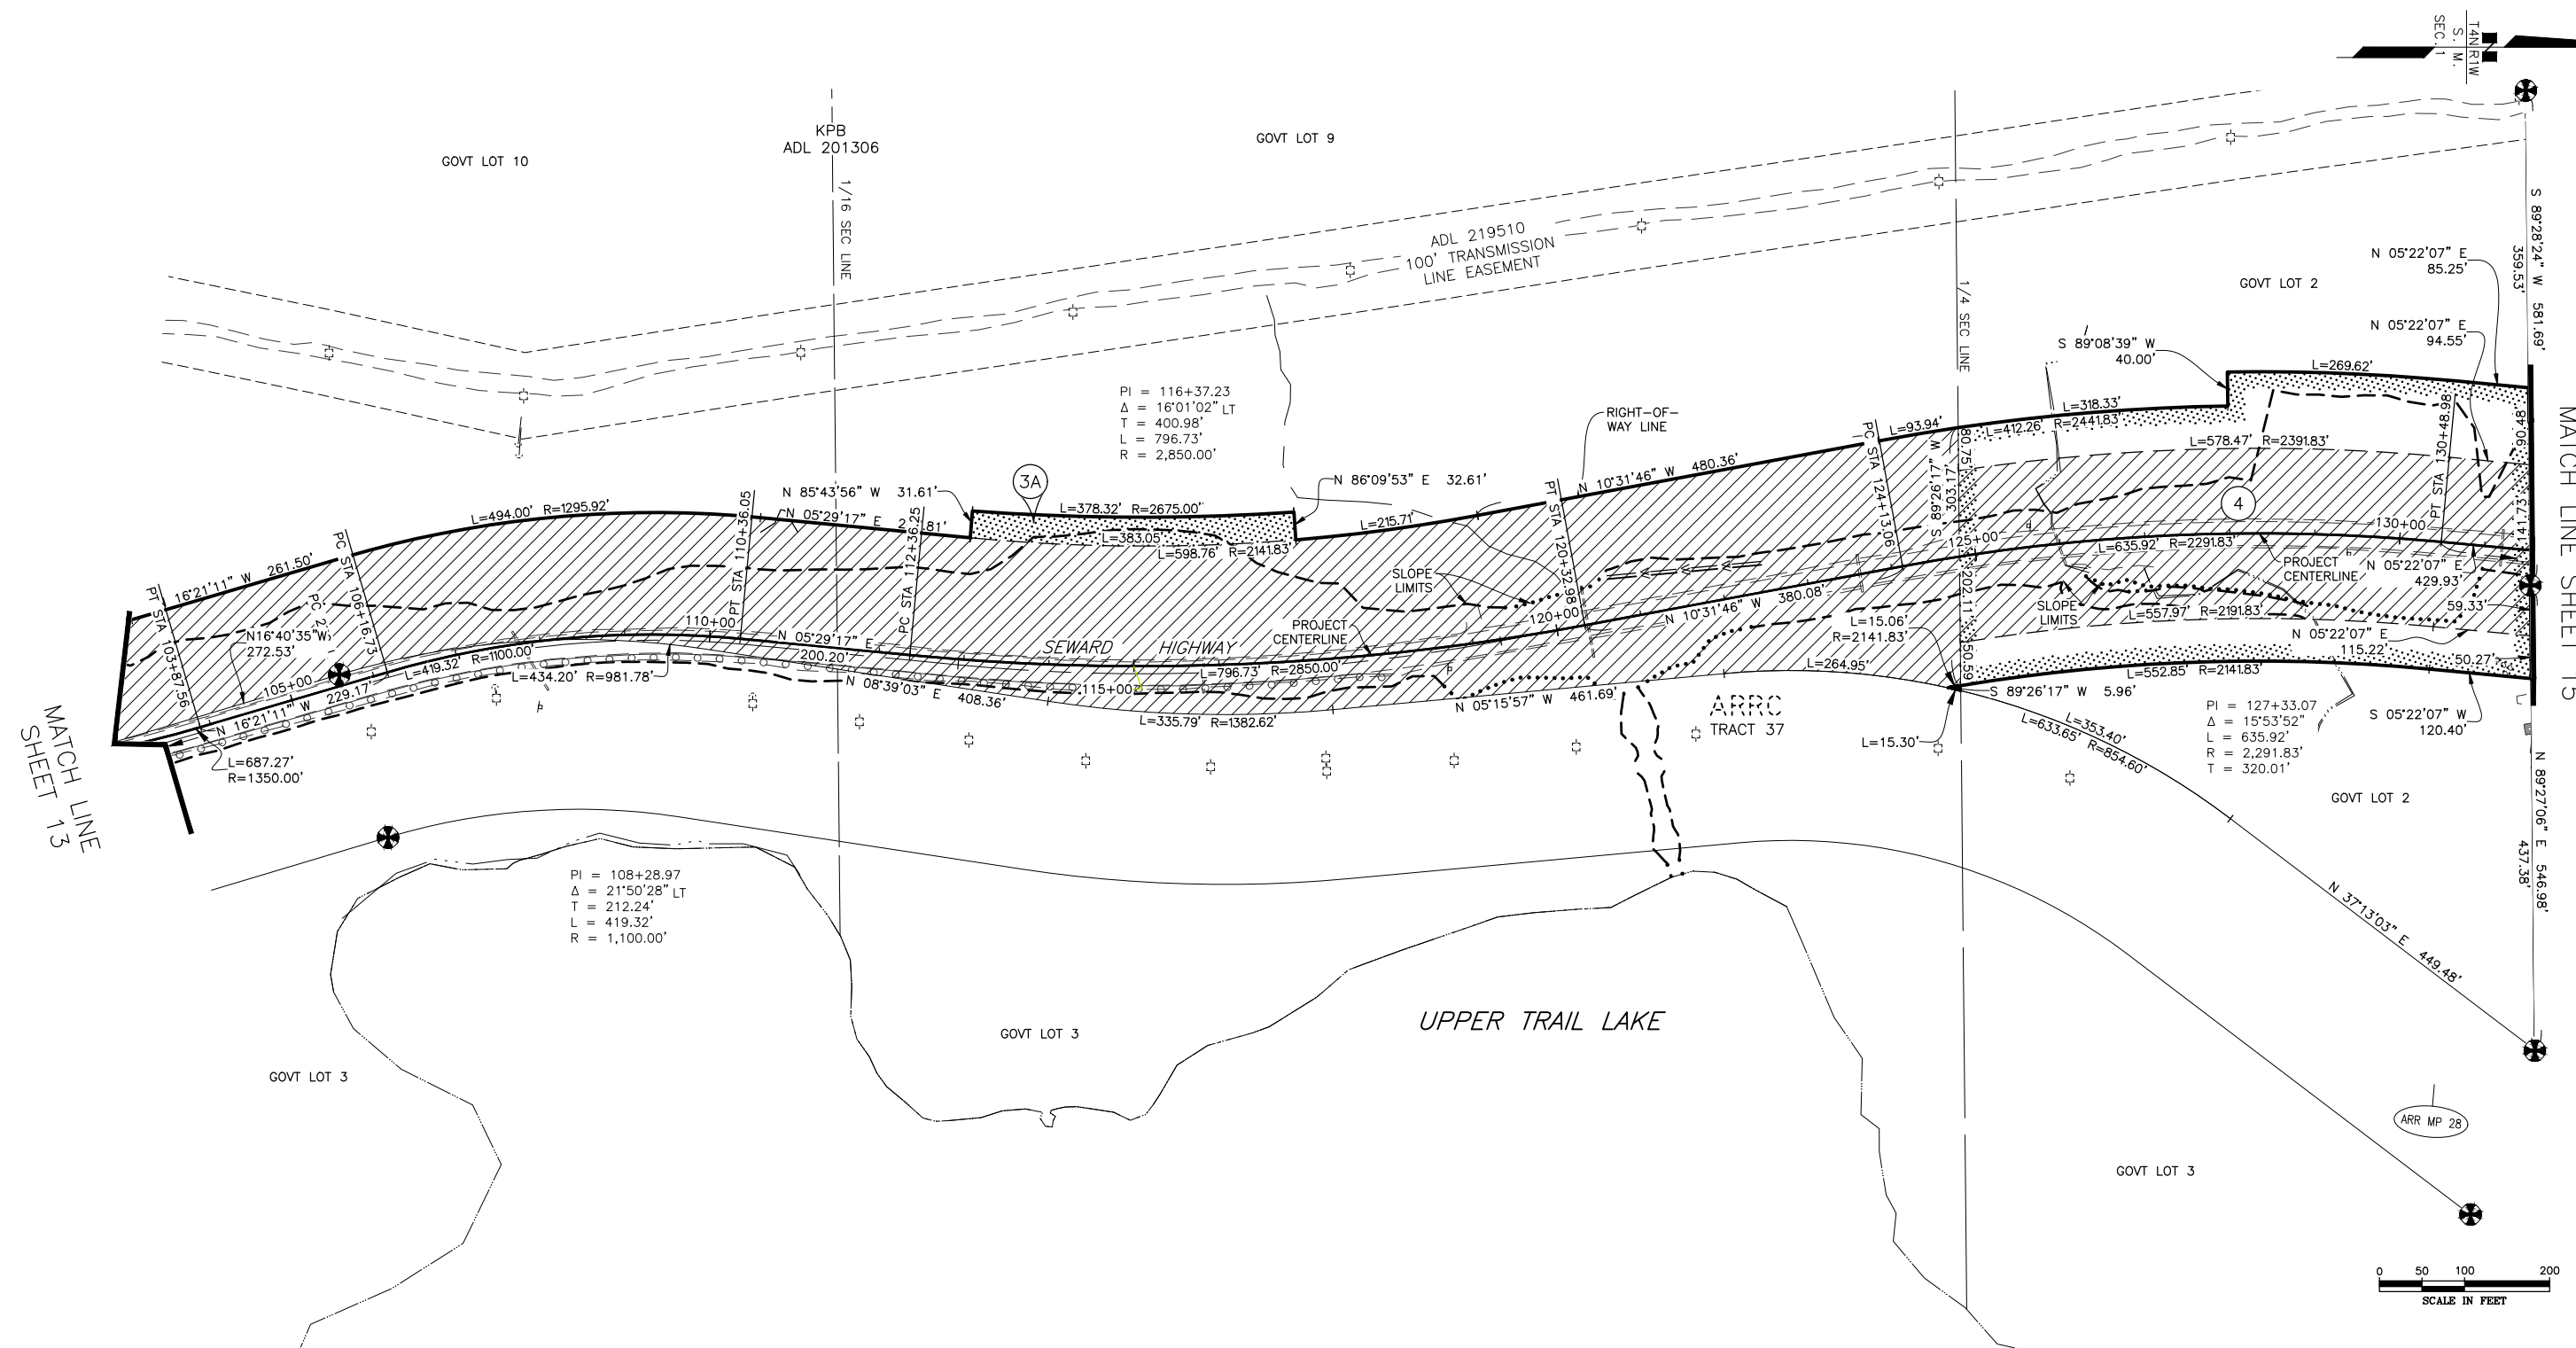 T4N R1W
S. M.
SEC. 1
KPB
ADL 201306
GOVT LOT 10
GOVT LOT 9
1/16 SEC LINE
ADL 219510
100' TRANSMISSION
LINE EASEMENT
1/4 SEC LINE
GOVT LOT 2
S 89°28'24" W 581.69'
359.53'
N 05°22'07" E
85.25'
N 05°22'07" E
94.55'
S 89°08'39" W
40.00'
L=269.62'
MATCH LINE SHEET 15
PI = 116+37.23
Δ = 16°01'02" LT
T = 400.98'
L = 796.73'
R = 2,850.00'
RIGHT-OF-
WAY LINE
3A
N 85°43'56" W 31.61'
N 86°09'53" E 32.61'
L=378.32' R=2675.00'
L=383.05'
L=598.76' R=2141.83'
L=215.71'
N 10°31'46" W 480.36'
L=93.94'
L=318.33'
L=412.26' R=2441.83'
L=578.47' R=2391.83'
80.75'
S 89°26'17" W
303.17'
202.11'
50.59'
PC STA 124+13.06
PT STA 120+32.98
PT STA 130+48.98
4
130+00
125+00
L=635.92' R=2291.83'
PROJECT
CENTERLINE
N 05°22'07" E
429.93'
59.33'
SLOPE
LIMITS
L=557.97' R=2191.83'
N 05°22'07" E
115.22'
50.27'
L=552.85' R=2141.83'
S 05°22'07" W
120.40'
L=494.00' R=1295.92'
N 05°29'17" E
16°21'11" W 261.50'
PC STA 106+16.73
PT STA 103+87.56
PT STA 110+36.05
PC STA 112+36.25
N16°40'35"W
272.53'
105+00
N 16°21'11" W 229.17'
L=419.32' R=1100.00'
L=434.20' R=981.78'
110+00
N 05°29'17" E
200.20'
N 08°39'03" E 408.36'
SEWARD HIGHWAY
115+00
L=796.73' R=2850.00'
L=335.79' R=1382.62'
PROJECT
CENTERLINE
SLOPE
LIMITS
120+00
N 10°31'46" W 380.08'
N 05°15'57" W 461.69'
L=264.95'
L=15.06'
R=2141.83'
L=15.30'
S 89°26'17" W 5.96'
ARRC
TRACT 37
L=353.40'
L=633.65' R=854.60'
PI = 127+33.07
Δ = 15°53'52"
L = 635.92'
R = 2,291.83'
T = 320.01'
GOVT LOT 2
N 89°27'06" E 546.98'
437.38'
N 37°13'03" E 449.48'
L=687.27'
R=1350.00'
MATCH LINE
SHEET 13
PI = 108+28.97
Δ = 21°50'28" LT
T = 212.24'
L = 419.32'
R = 1,100.00'
UPPER TRAIL LAKE
GOVT LOT 3
GOVT LOT 3
GOVT LOT 3
ARR MP 28
0 50 100 200
SCALE IN FEET